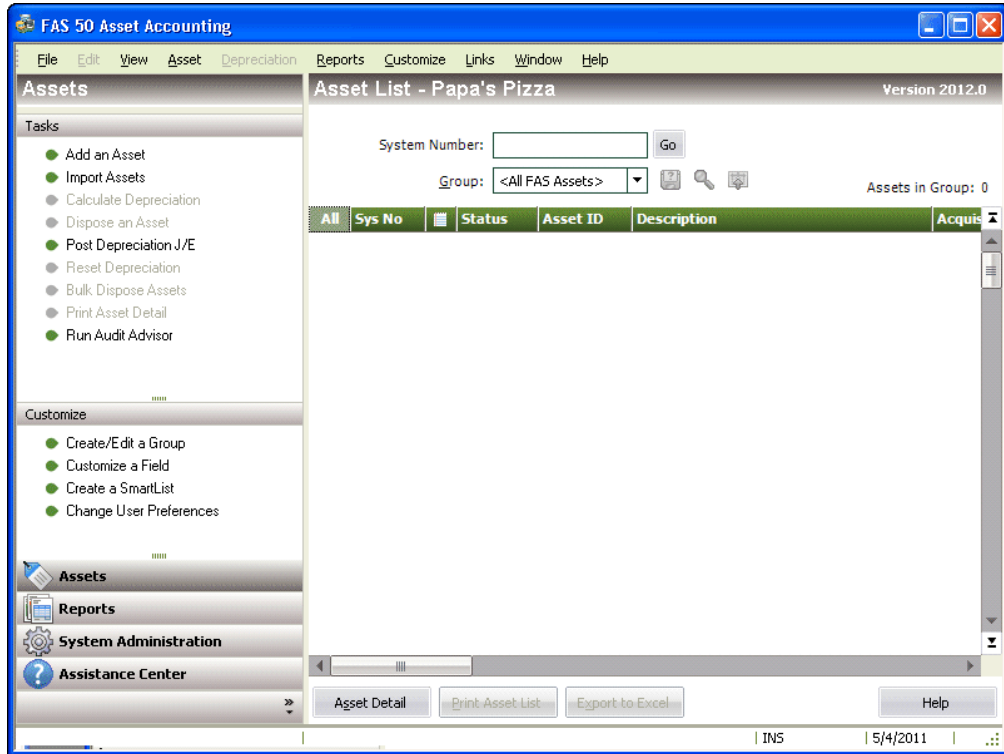 FAS 50 Asset Accounting
File Edit View Asset Depreciation Reports Customize Links Window Help
Assets
Asset List - Papa's Pizza Version 2012.0
Tasks
Add an Asset
Import Assets
Calculate Depreciation
Dispose an Asset
Post Depreciation J/E
Reset Depreciation
Bulk Dispose Assets
Print Asset Detail
Run Audit Advisor
Customize
Create/Edit a Group
Customize a Field
Create a SmartList
Change User Preferences
Assets
Reports
System Administration
Assistance Center
System Number: Go
Group: <All FAS Assets> Assets in Group: 0
All Sys No Status Asset ID Description Acquis
Asset Detail Print Asset List Export to Excel Help
INS 5/4/2011